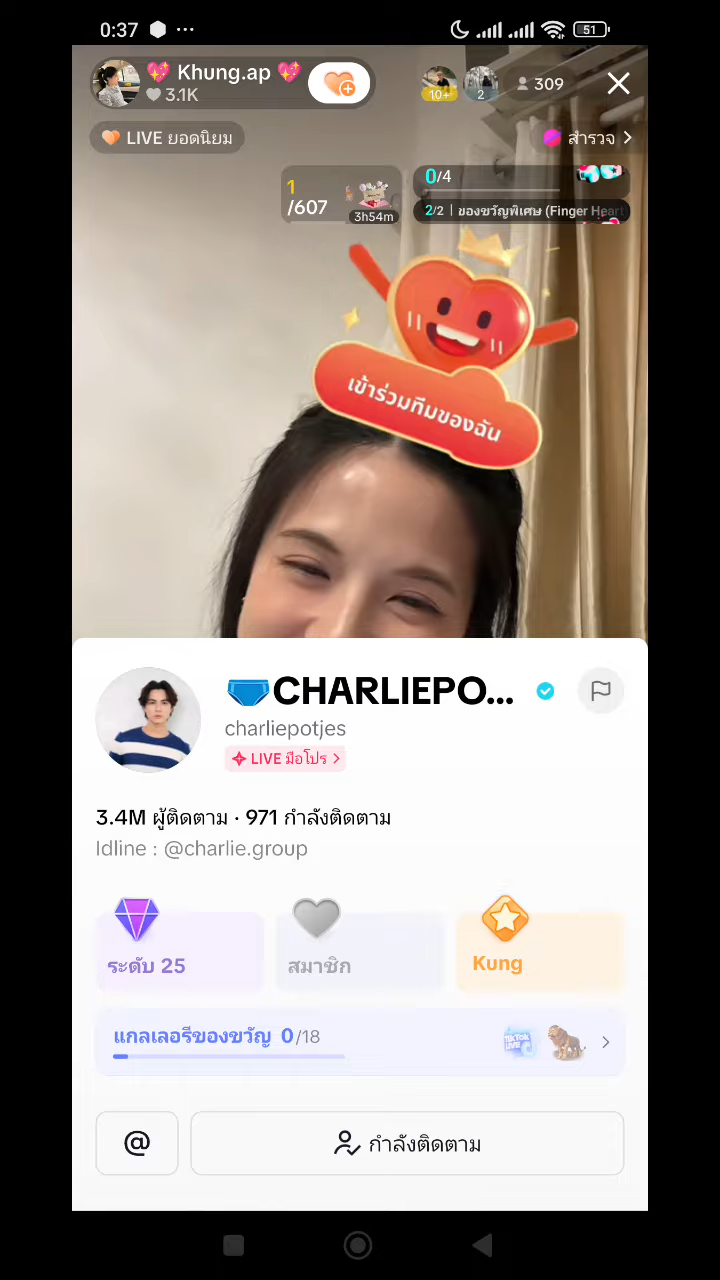 0:37
51
💖 Khung.ap 💖
3.1K
10+
2
309
LIVE ยอดนิยม
สำรวจ
1
/607
3h54m
0/4
2/2 | ของขวัญพิเศษ (Finger Heart
เข้าร่วมทีมของฉัน
🩲CHARLIEPO...
charliepotjes
LIVE มือโปร
3.4M ผู้ติดตาม · 971 กำลังติดตาม
Idline : @charlie.group
ระดับ 25
สมาชิก
Kung
แกลเลอรีของขวัญ 0/18
TikTok LIVE
@
กำลังติดตาม